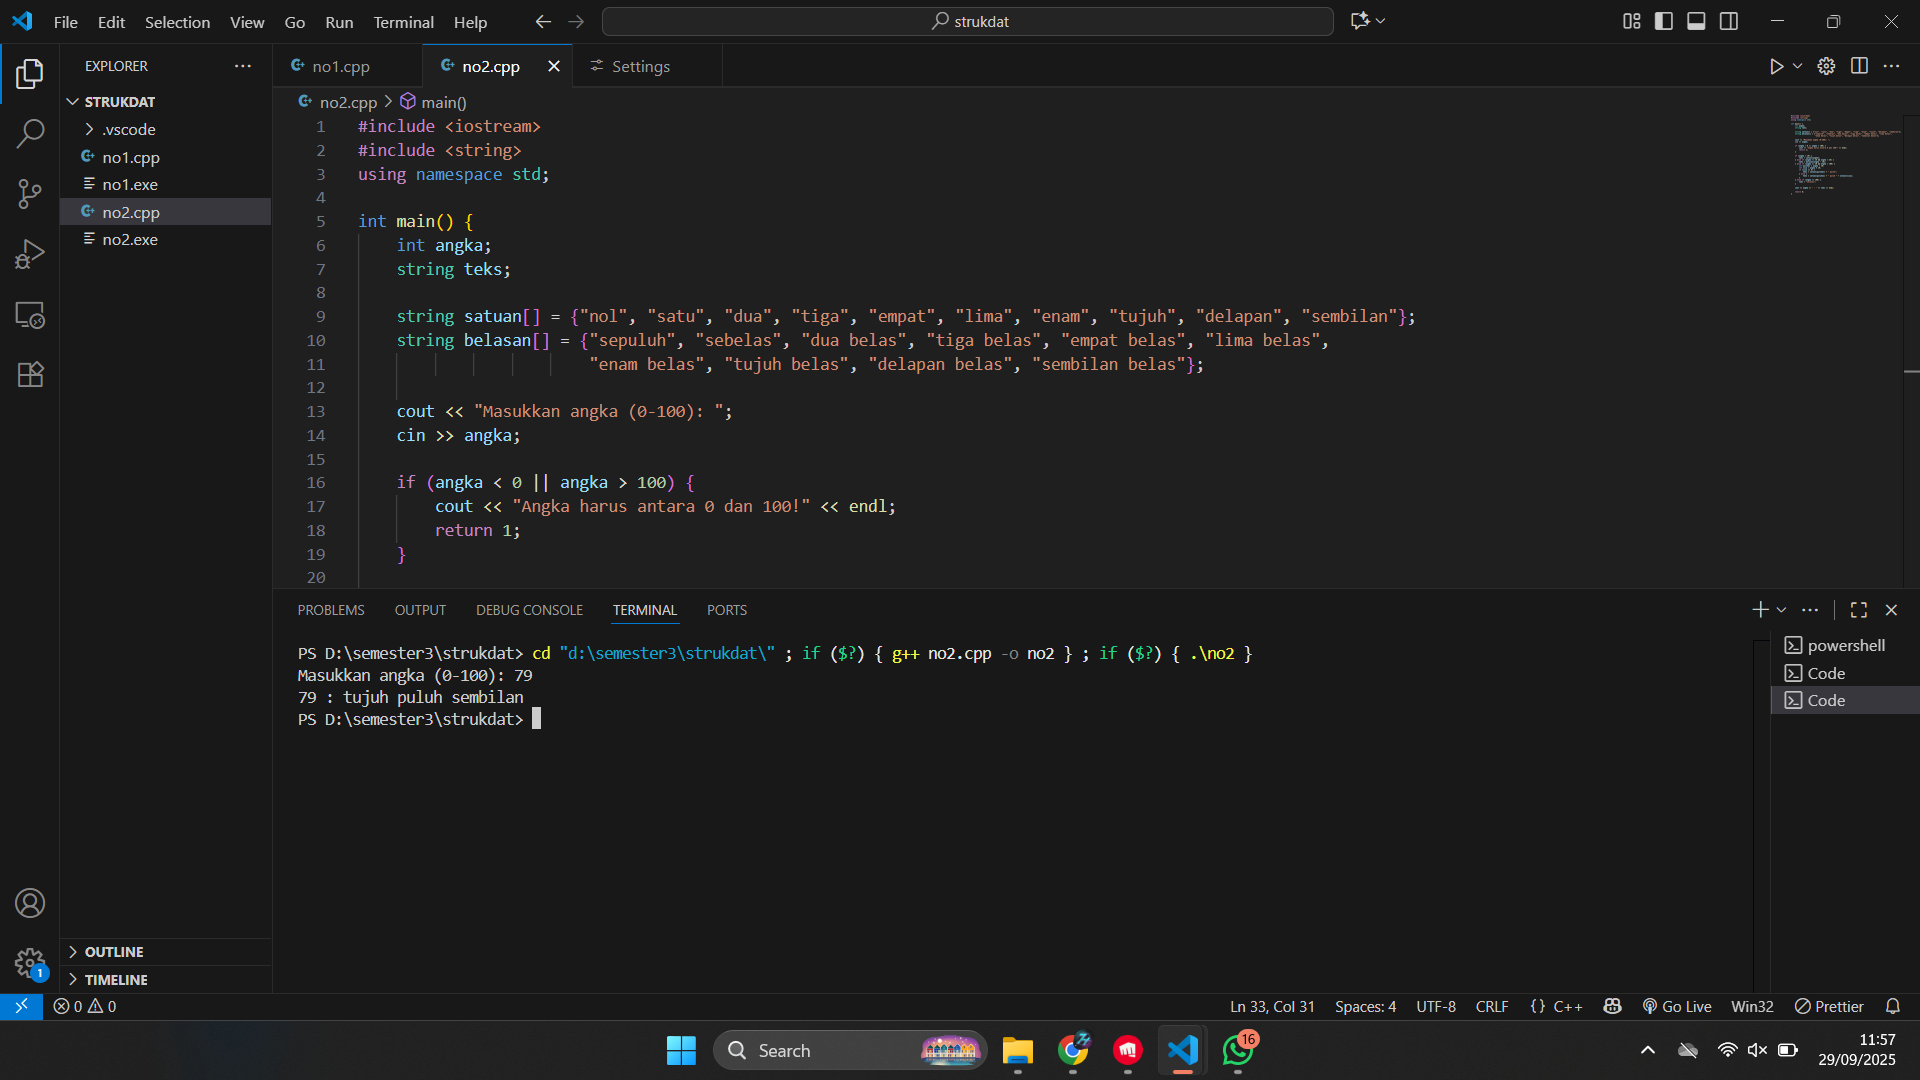 File Edit Selection View Go Run Terminal Help
strukdat
EXPLORER
STRUKDAT
.vscode
no1.cpp
no1.exe
no2.cpp
no2.exe
OUTLINE
TIMELINE
no1.cpp no2.cpp Settings
no2.cpp > main()
1 #include <iostream>
2 #include <string>
3 using namespace std;
4
5 int main() {
6 int angka;
7 string teks;
8
9 string satuan[] = {"nol", "satu", "dua", "tiga", "empat", "lima", "enam", "tujuh", "delapan", "sembilan"};
10 string belasan[] = {"sepuluh", "sebelas", "dua belas", "tiga belas", "empat belas", "lima belas",
11 "enam belas", "tujuh belas", "delapan belas", "sembilan belas"};
12
13 cout << "Masukkan angka (0-100): ";
14 cin >> angka;
15
16 if (angka < 0 || angka > 100) {
17 cout << "Angka harus antara 0 dan 100!" << endl;
18 return 1;
19 }
20
PROBLEMS OUTPUT DEBUG CONSOLE TERMINAL PORTS
PS D:\semester3\strukdat> cd "d:\semester3\strukdat\" ; if ($?) { g++ no2.cpp -o no2 } ; if ($?) { .\no2 }
Masukkan angka (0-100): 79
79 : tujuh puluh sembilan
PS D:\semester3\strukdat>
powershell
Code
Code
1
0 0
Ln 33, Col 31 Spaces: 4 UTF-8 CRLF {} C++ Go Live Win32 Prettier
Search
16
11:57
29/09/2025